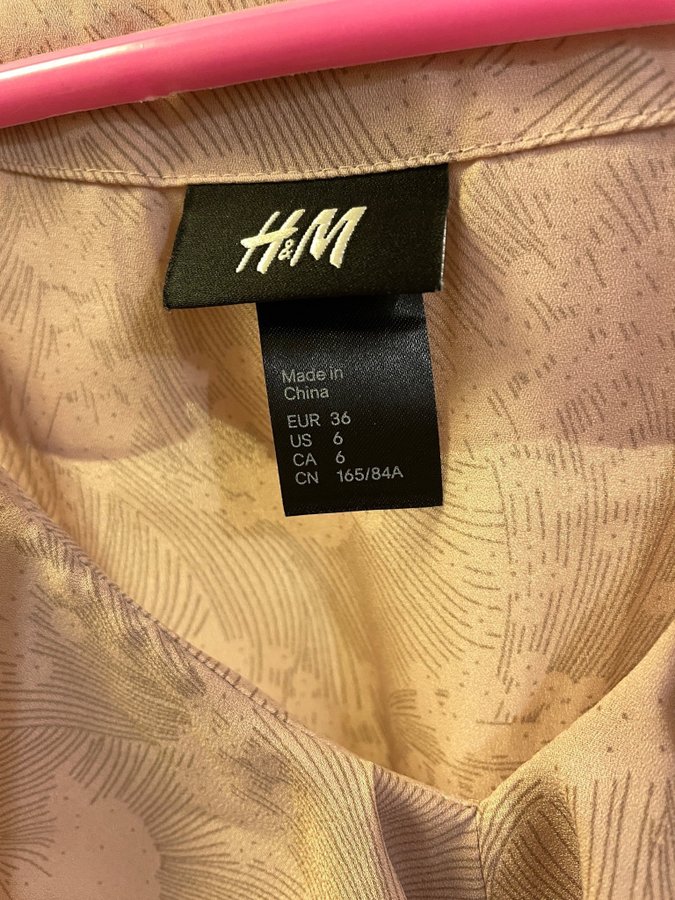 H&M
Made in
China
EUR 36
US 6
CA 6
CN 165/84A